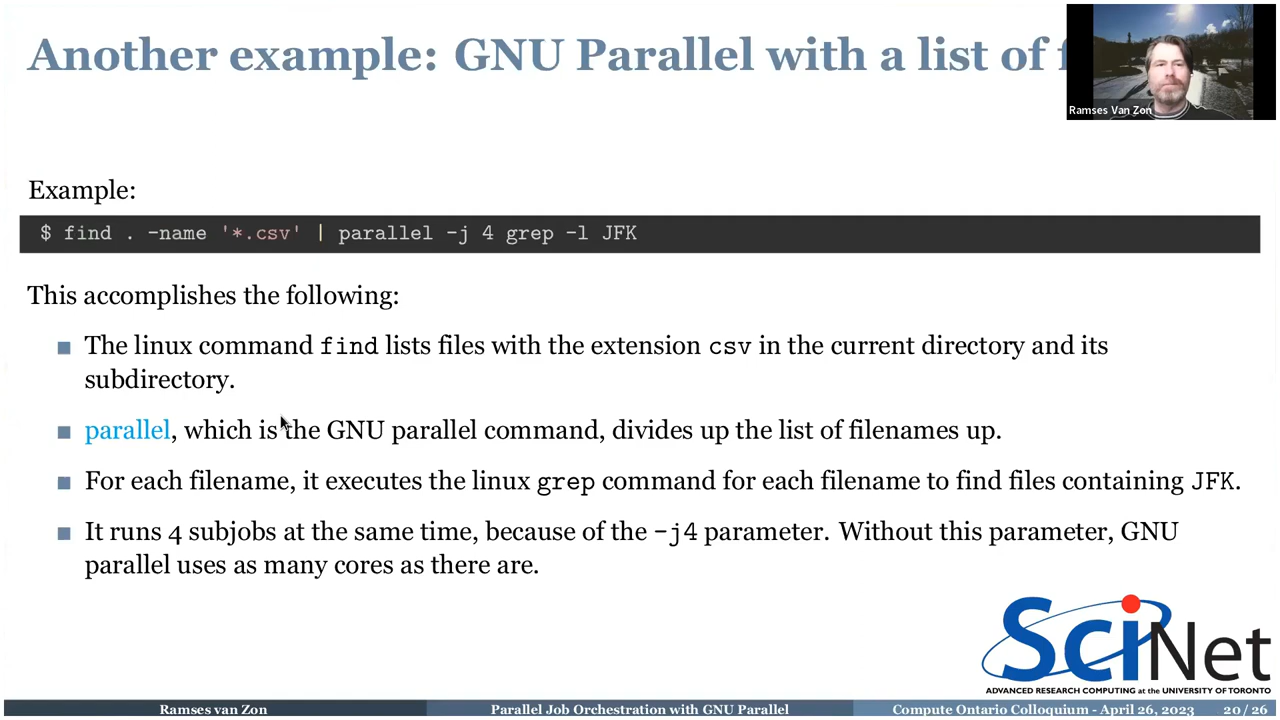 Another example: GNU Parallel with a list of
Ramses Van Zon
Example:
$ find . -name '*.csv' | parallel -j 4 grep -l JFK
This accomplishes the following:
■ The linux command find lists files with the extension csv in the current directory and its
subdirectory.
■ parallel, which is the GNU parallel command, divides up the list of filenames up.
■ For each filename, it executes the linux grep command for each filename to find files containing JFK.
■ It runs 4 subjobs at the same time, because of the -j4 parameter. Without this parameter, GNU
parallel uses as many cores as there are.
SciNet
ADVANCED RESEARCH COMPUTING at the UNIVERSITY OF TORONTO
Ramses van Zon Parallel Job Orchestration with GNU Parallel Compute Ontario Colloquium - April 26, 2023 20 / 26